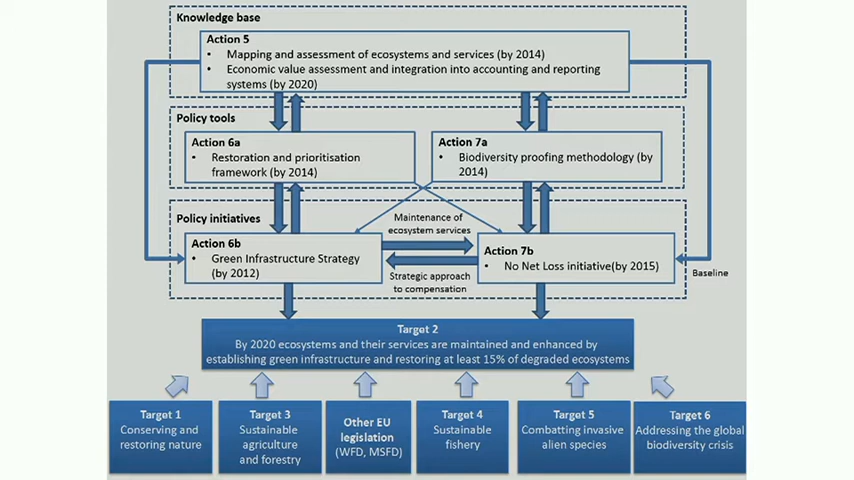 Knowledge base
Action 5
• Mapping and assessment of ecosystems and services (by 2014)
• Economic value assessment and integration into accounting and reporting
systems (by 2020)
Policy tools
Action 6a
• Restoration and prioritisation
framework (by 2014)
Action 7a
• Biodiversity proofing methodology (by
2014)
Policy initiatives
Maintenance of
ecosystem services
Action 6b
• Green Infrastructure Strategy
(by 2012)
Action 7b
• No Net Loss initiative(by 2015)
Strategic approach
to compensation
Baseline
Target 2
By 2020 ecosystems and their services are maintained and enhanced by
establishing green infrastructure and restoring at least 15% of degraded ecosystems
Target 1
Conserving and
restoring nature
Target 3
Sustainable
agriculture
and forestry
Other EU
legislation
(WFD, MSFD)
Target 4
Sustainable
fishery
Target 5
Combatting invasive
alien species
Target 6
Addressing the global
biodiversity crisis